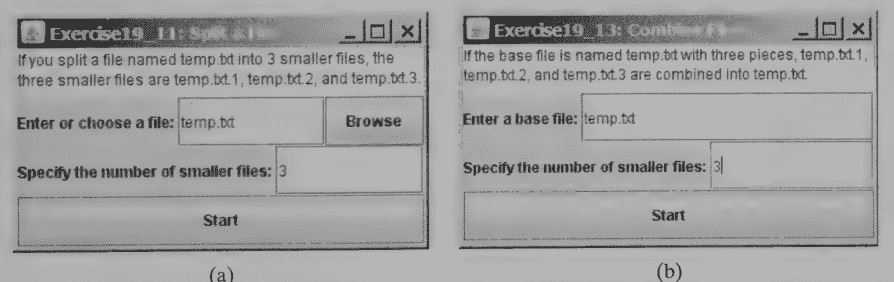 Exercise19_11: Split a File
If you split a file named temp.txt into 3 smaller files, the
three smaller files are temp.txt.1, temp.txt.2, and temp.txt.3.
Enter or choose a file: temp.txt Browse
Specify the number of smaller files: 3
Start
(a)
Exercise19_13: Combine
If the base file is named temp.txt with three pieces, temp.txt.1,
temp.txt.2, and temp.txt.3 are combined into temp.txt.
Enter a base file: temp.txt
Specify the number of smaller files: 3
Start
(b)